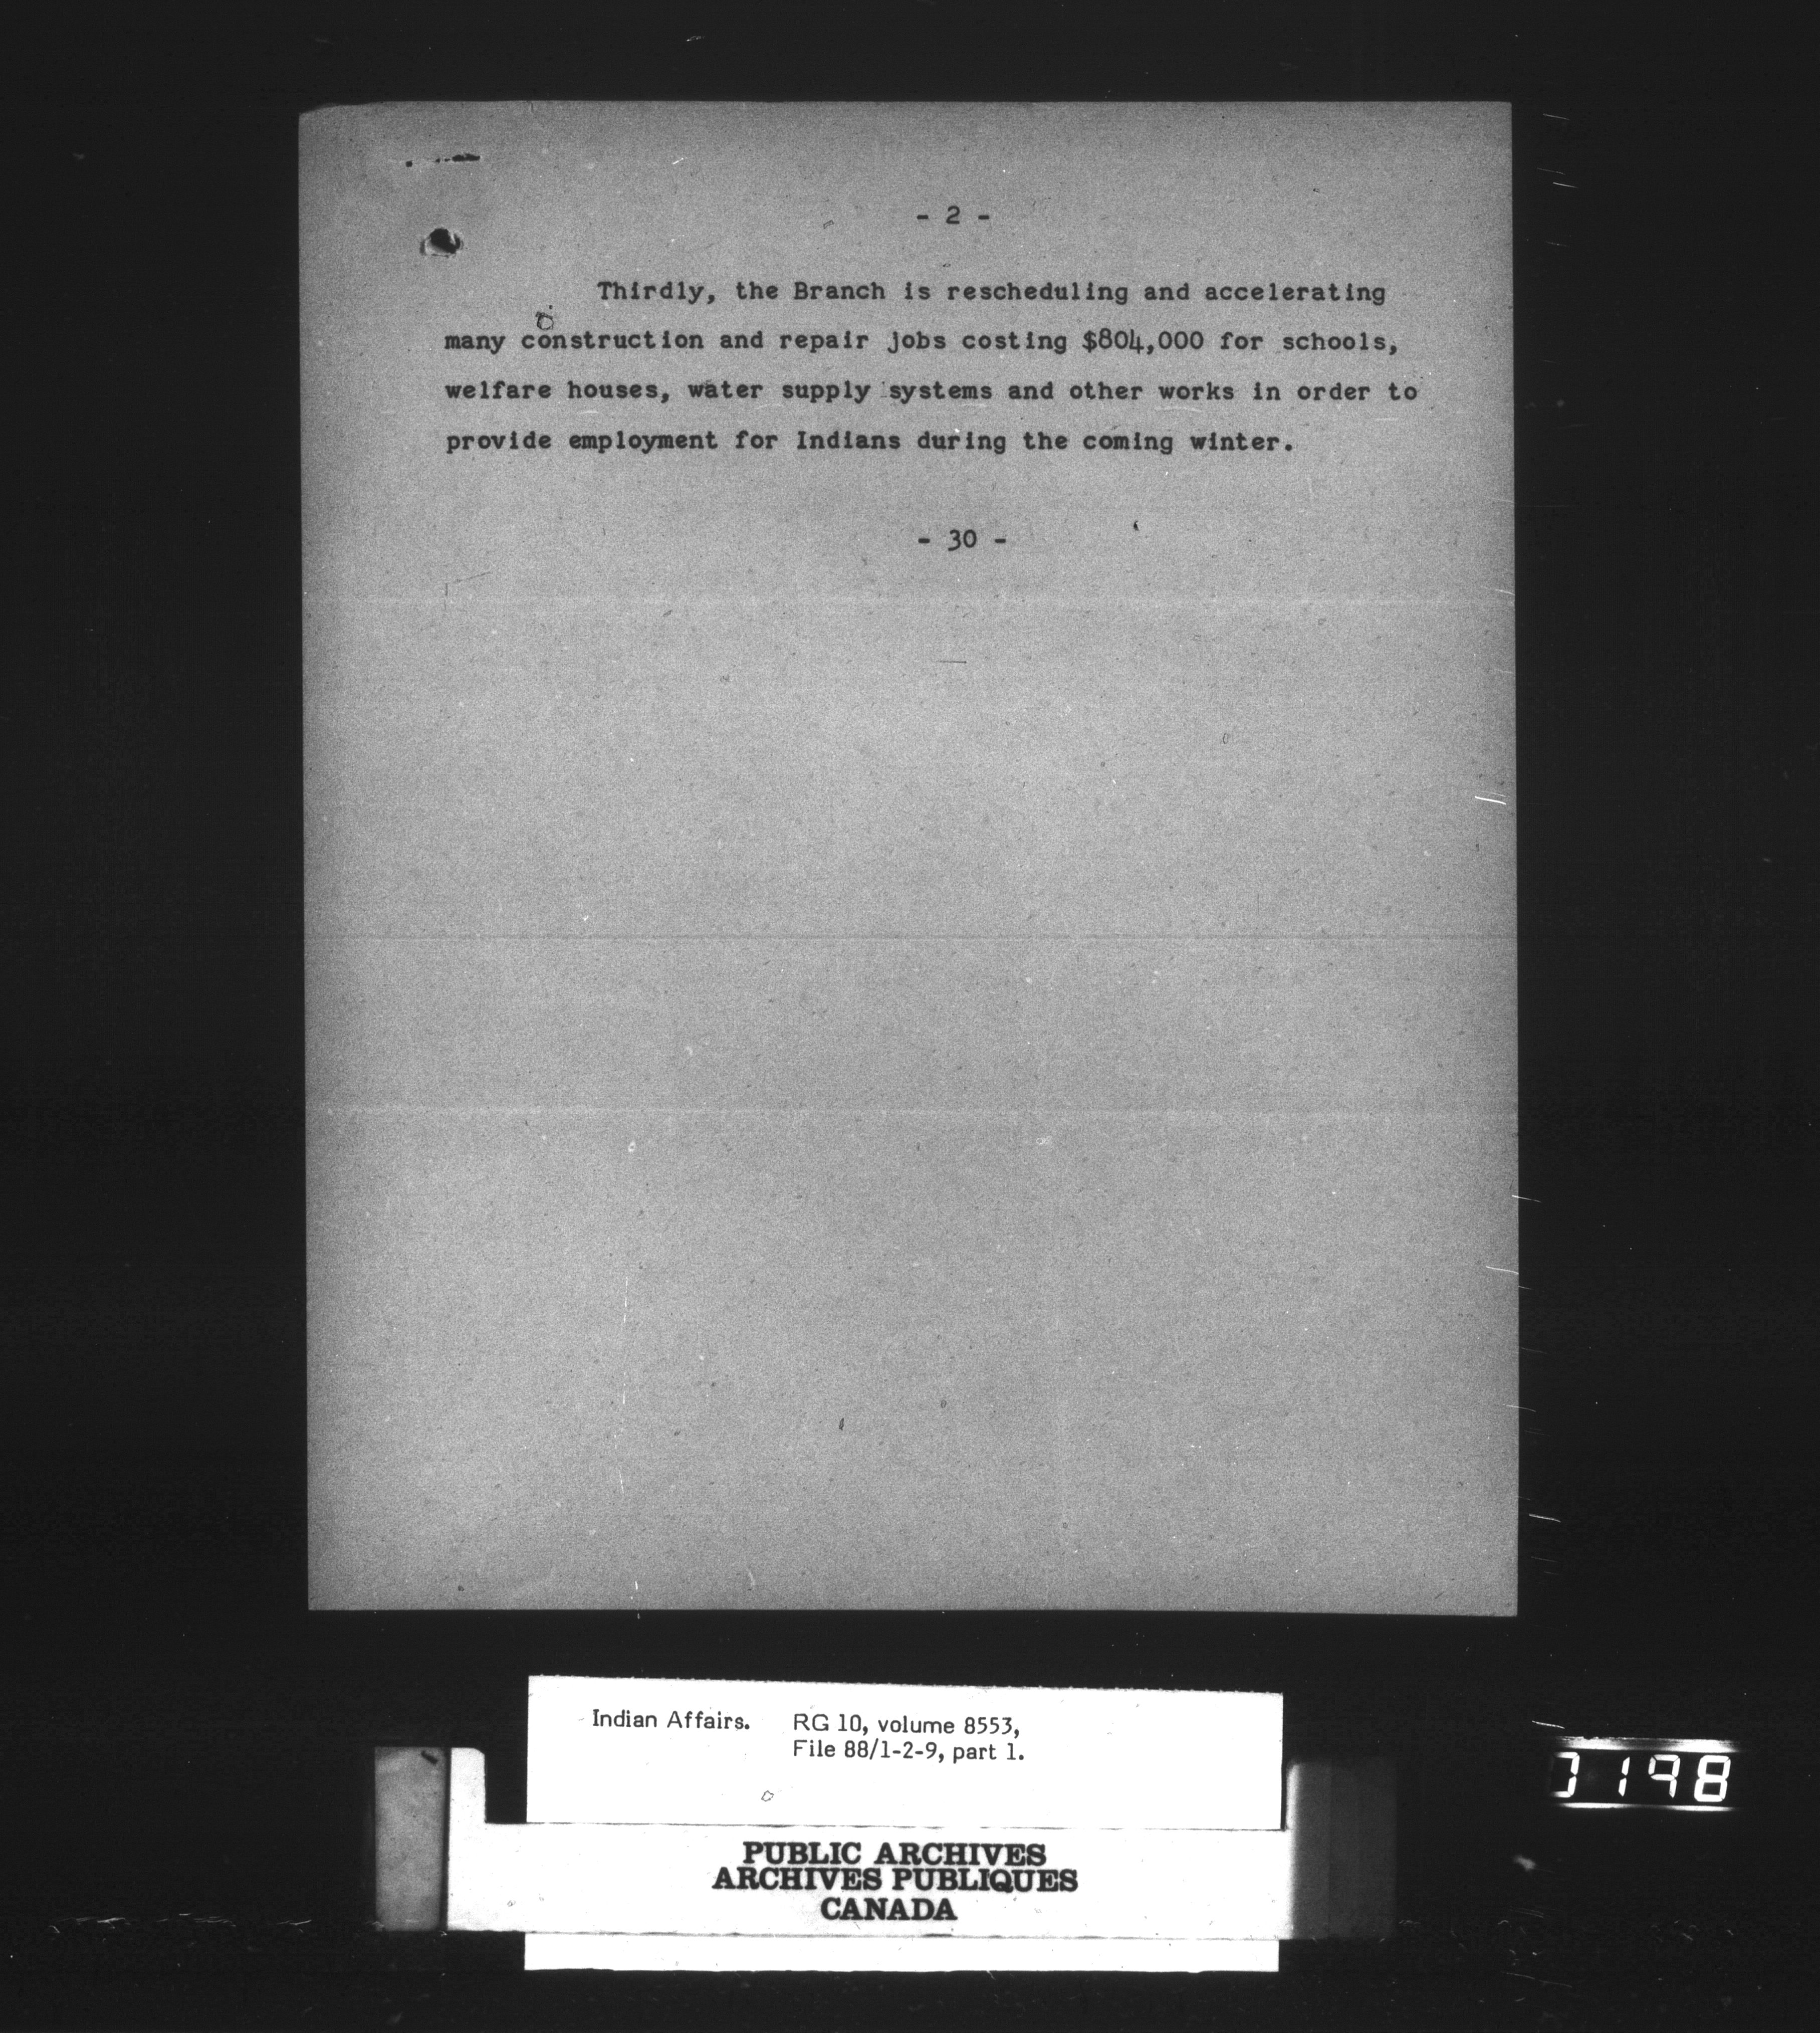 - 2 -
Thirdly, the Branch is rescheduling and accelerating
many construction and repair jobs costing $804,000 for schools,
welfare houses, water supply systems and other works in order to
provide employment for Indians during the coming winter.
- 30 -
Indian Affairs. RG 10, volume 8553,
File 88/1-2-9, part 1.
PUBLIC ARCHIVES
ARCHIVES PUBLIQUES
CANADA
198